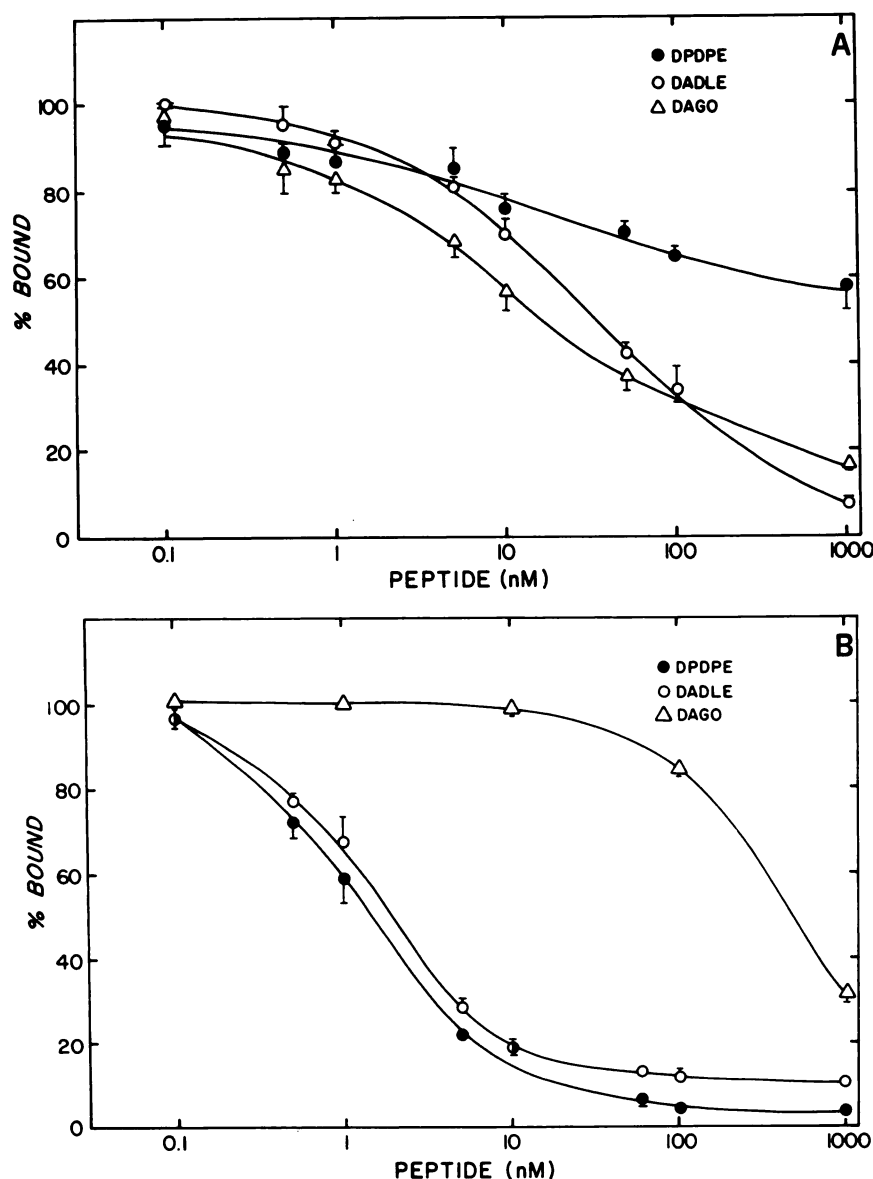 A
DPDPE
DADLE
DAGO
100
80
60
40
20
0
% BOUND
0.1 1 10 100 1000
PEPTIDE (nM)
B
DPDPE
DADLE
DAGO
100
80
60
40
20
0
% BOUND
0.1 1 10 100 1000
PEPTIDE (nM)